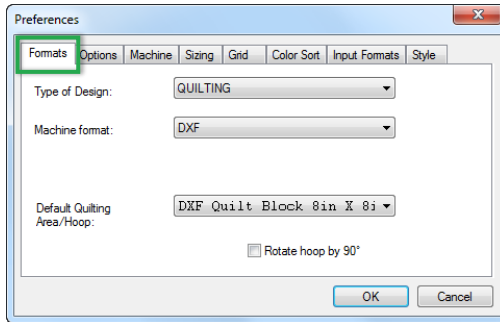 Preferences
Formats Options Machine Sizing Grid Color Sort Input Formats Style
Type of Design: QUILTING
Machine format: DXF
Default Quilting Area/Hoop: DXF Quilt Block 8in X 8i
Rotate hoop by 90°
OK Cancel